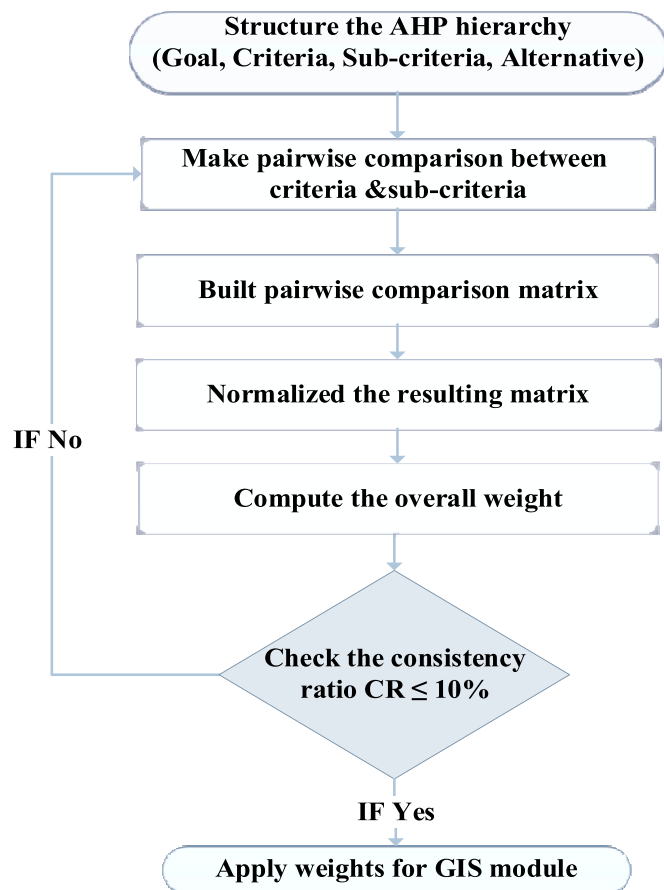 Structure the AHP hierarchy
(Goal, Criteria, Sub-criteria, Alternative)
Make pairwise comparison between
criteria &sub-criteria
Built pairwise comparison matrix
Normalized the resulting matrix
IF No
Compute the overall weight
Check the consistency
ratio CR ≤ 10%
IF Yes
Apply weights for GIS module